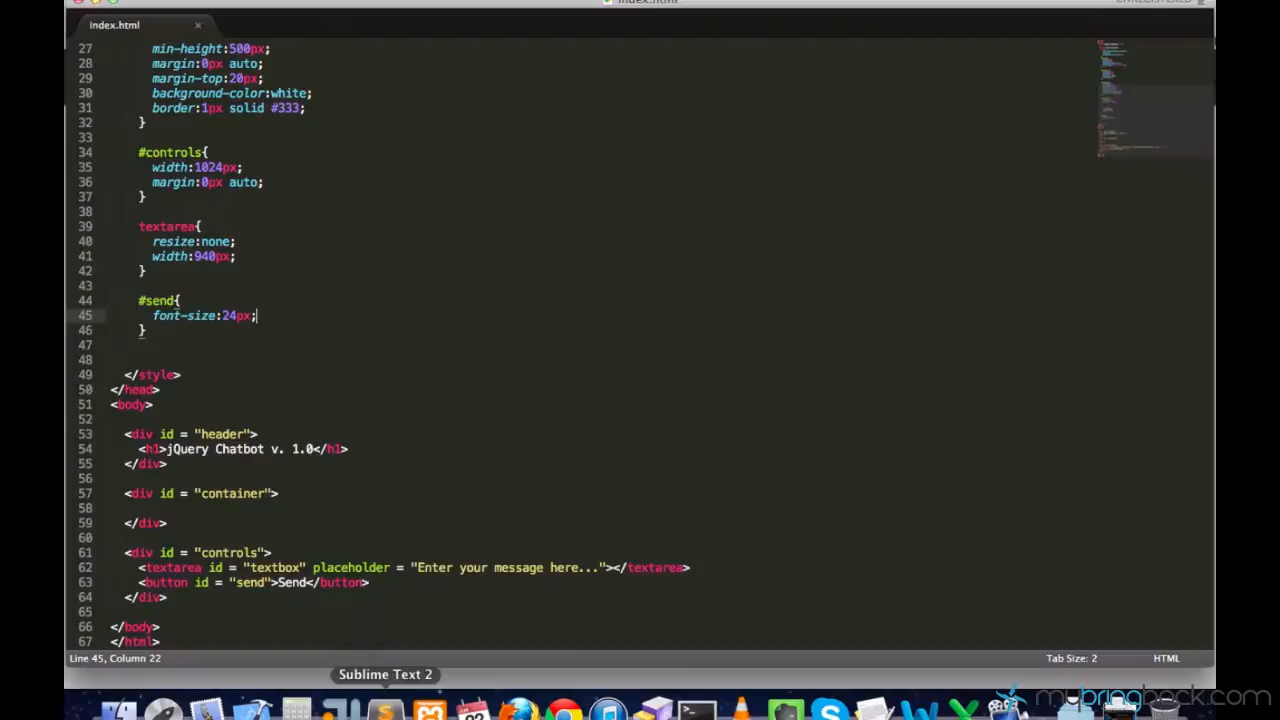 index.html
UNREGISTERED
index.html ×
27 min-height:500px;
28 margin:0px auto;
29 margin-top:20px;
30 background-color:white;
31 border:1px solid #333;
32 }
33
34 #controls{
35 width:1024px;
36 margin:0px auto;
37 }
38
39 textarea{
40 resize:none;
41 width:940px;
42 }
43
44 #send{
45 font-size:24px;
46 }
47
48
49 </style>
50 </head>
51 <body>
52
53 <div id = "header">
54 <h1>jQuery Chatbot v. 1.0</h1>
55 </div>
56
57 <div id = "container">
58
59 </div>
60
61 <div id = "controls">
62 <textarea id = "textbox" placeholder = "Enter your message here..."></textarea>
63 <button id = "send">Send</button>
64 </div>
65
66 </body>
67 </html>
Line 45, Column 22
Tab Size: 2
HTML
Sublime Text 2
mybringback.com